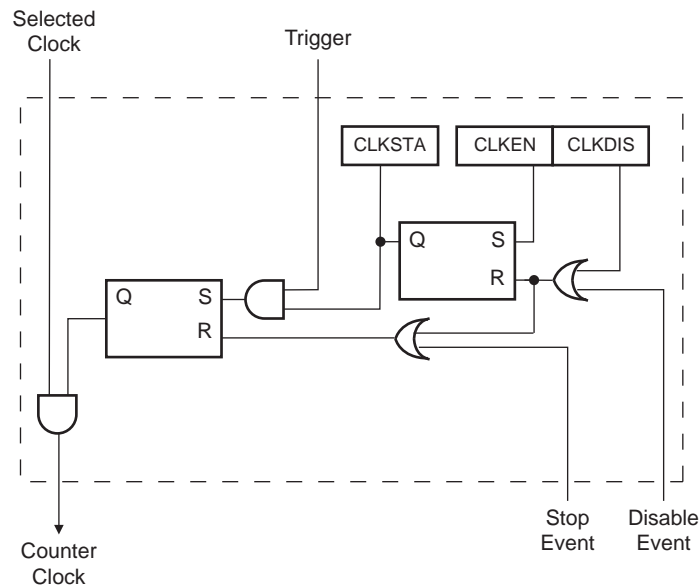 Selected
Clock
Trigger
CLKSTA
CLKEN
CLKDIS
Q
S
R
Q
S
R
Stop
Event
Disable
Event
Counter
Clock